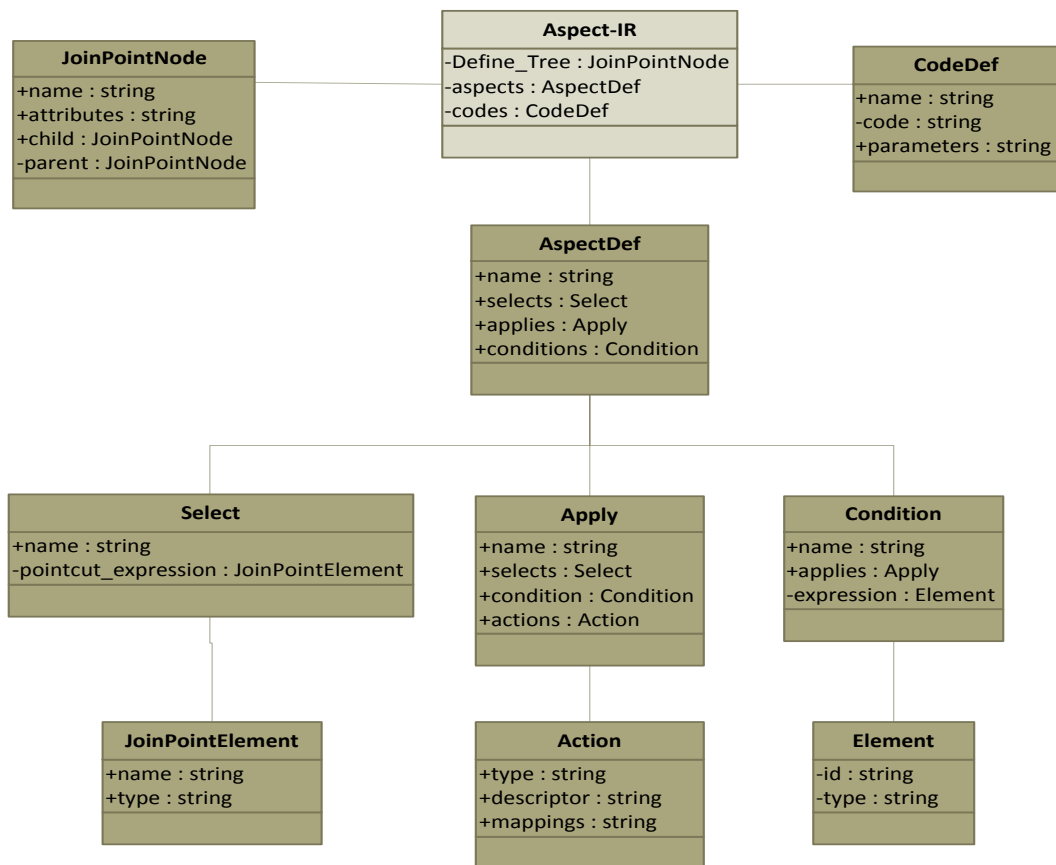 Aspect-IR
-Define_Tree : JoinPointNode
-aspects : AspectDef
-codes : CodeDef
JoinPointNode
+name : string
+attributes : string
+child : JoinPointNode
-parent : JoinPointNode
CodeDef
+name : string
-code : string
+parameters : string
AspectDef
+name : string
+selects : Select
+applies : Apply
+conditions : Condition
Select
+name : string
-pointcut_expression : JoinPointElement
Apply
+name : string
+selects : Select
+condition : Condition
+actions : Action
Condition
+name : string
+applies : Apply
-expression : Element
JoinPointElement
+name : string
+type : string
Action
+type : string
+descriptor : string
+mappings : string
Element
-id : string
-type : string